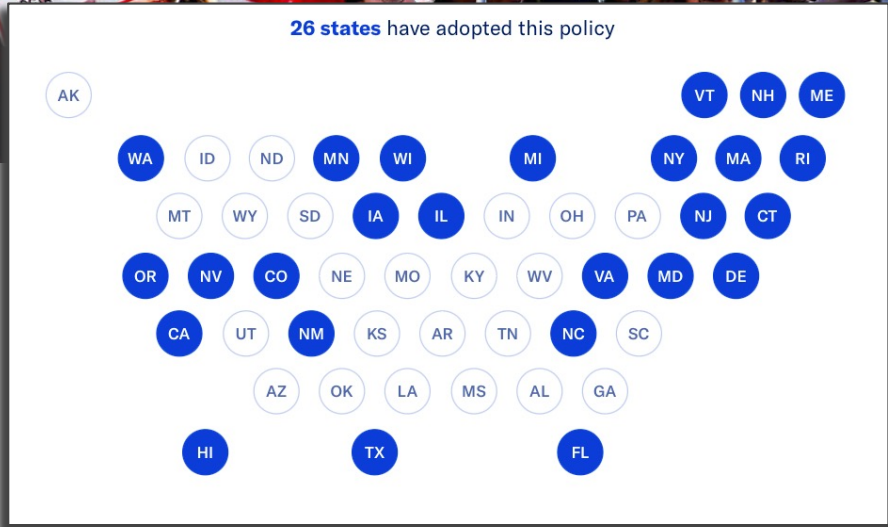 26 states have adopted this policy
AK VT NH ME
WA ID ND MN WI MI NY MA RI
MT WY SD IA IL IN OH PA NJ CT
OR NV CO NE MO KY WV VA MD DE
CA UT NM KS AR TN NC SC
AZ OK LA MS AL GA
HI TX FL